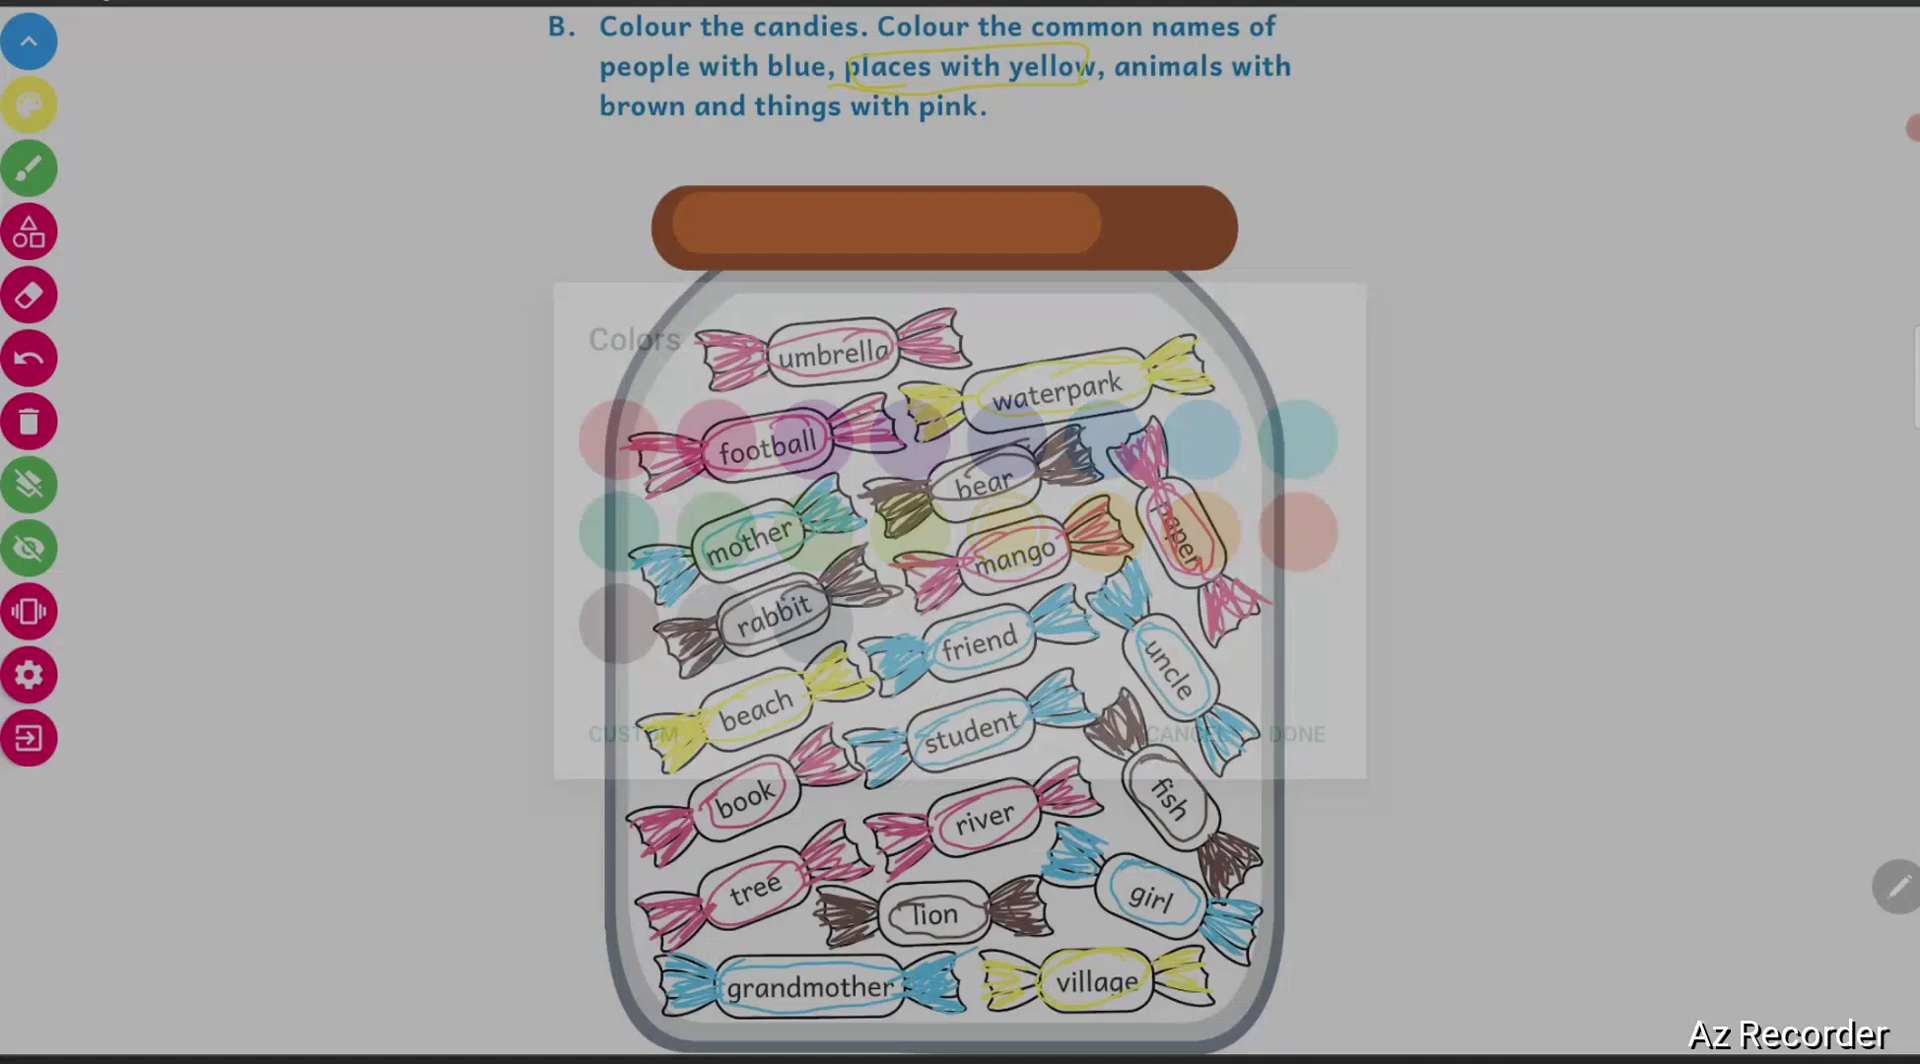 B. Colour the candies. Colour the common names of
people with blue, places with yellow, animals with
brown and things with pink.
Colors
umbrella
waterpark
football
bear
paper
mother
mango
rabbit
friend
uncle
beach
student
CUSTOM
CANCEL
DONE
book
river
fish
tree
lion
girl
grandmother
village
Az Recorder